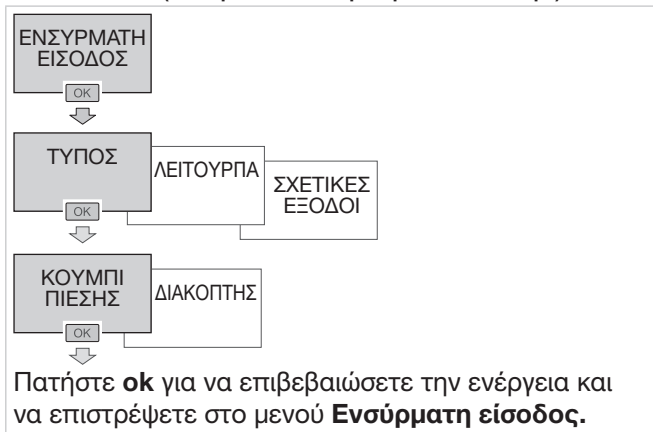 ΕΝΣΥΡΜΑΤΗ
ΕΙΣΟΔΟΣ
OK
ΤΥΠΟΣ
ΛΕΙΤΟΥΡΠΑ
ΣΧΕΤΙΚΕΣ
ΕΞΟΔΟΙ
OK
ΚΟΥΜΠΙ
ΠΙΕΣΗΣ
ΔΙΑΚΟΠΤΗΣ
OK
Πατήστε ok για να επιβεβαιώσετε την ενέργεια και
να επιστρέψετε στο μενού Ενσύρματη είσοδος.